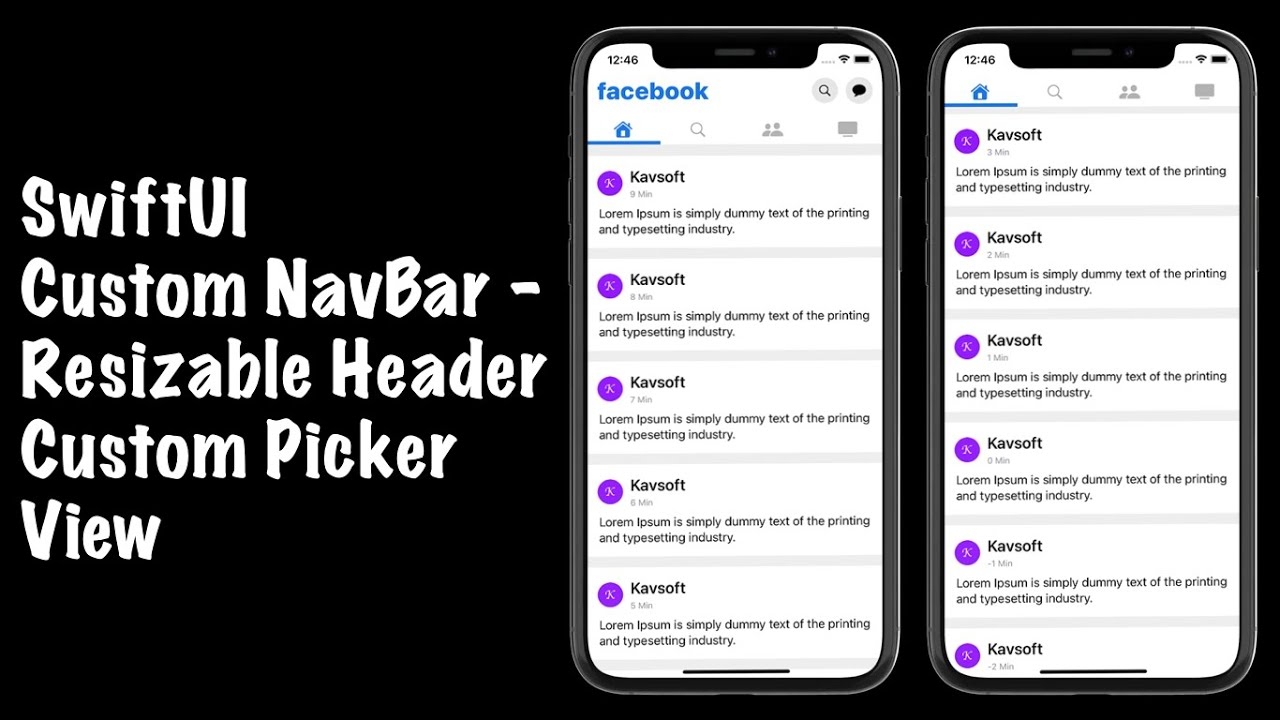 SwiftUI
Custom NavBar -
Resizable Header
Custom Picker
View
12:46
facebook
K
Kavsoft
9 Min
Lorem Ipsum is simply dummy text of the printing
and typesetting industry.
K
Kavsoft
8 Min
Lorem Ipsum is simply dummy text of the printing
and typesetting industry.
K
Kavsoft
7 Min
Lorem Ipsum is simply dummy text of the printing
and typesetting industry.
K
Kavsoft
6 Min
Lorem Ipsum is simply dummy text of the printing
and typesetting industry.
K
Kavsoft
5 Min
Lorem Ipsum is simply dummy text of the printing
and typesetting industry.
12:46
K
Kavsoft
3 Min
Lorem Ipsum is simply dummy text of the printing
and typesetting industry.
K
Kavsoft
2 Min
Lorem Ipsum is simply dummy text of the printing
and typesetting industry.
K
Kavsoft
1 Min
Lorem Ipsum is simply dummy text of the printing
and typesetting industry.
K
Kavsoft
0 Min
Lorem Ipsum is simply dummy text of the printing
and typesetting industry.
K
Kavsoft
-1 Min
Lorem Ipsum is simply dummy text of the printing
and typesetting industry.
K
Kavsoft
-2 Min